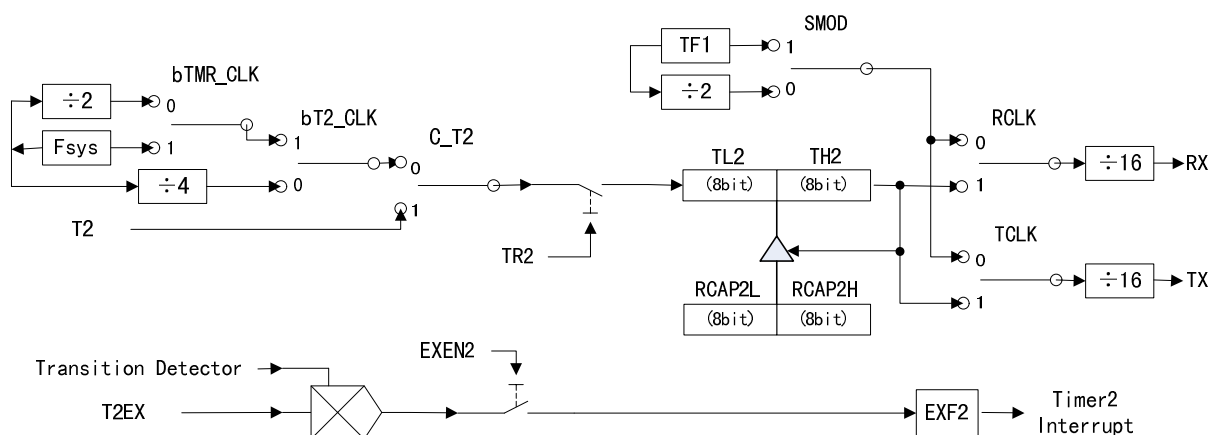 SMOD
TF1
1
÷2
0
bTMR_CLK
÷2
0
bT2_CLK
Fsys
1
1
C_T2
÷4
0
0
T2
1
TR2
TL2
TH2
(8bit)
(8bit)
RCAP2L
RCAP2H
(8bit)
(8bit)
RCLK
0
1
÷16
RX
TCLK
0
1
÷16
TX
EXEN2
Transition Detector
T2EX
EXF2
Timer2
Interrupt